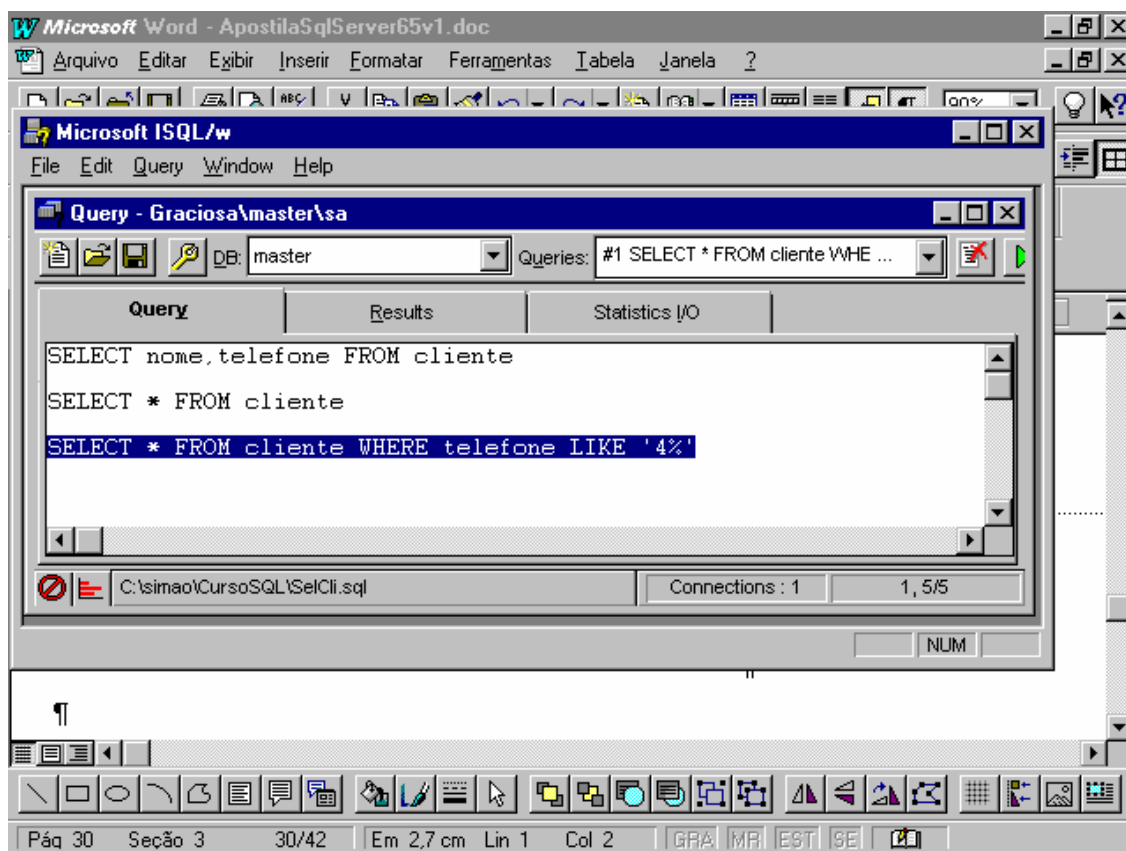 Microsoft Word - ApostilaSqlServer65v1.doc
Arquivo Editar Exibir Inserir Formatar Ferramentas Tabela Janela ?
ABC 90%
Microsoft ISQL/w
File Edit Query Window Help
Query - Graciosa\master\sa
DB: master Queries: #1 SELECT * FROM cliente WHE ...
Query Results Statistics I/O
SELECT nome,telefone FROM cliente
SELECT * FROM cliente
SELECT * FROM cliente WHERE telefone LIKE '4%'
C:\simao\CursoSQL\SelCli.sql Connections : 1 1, 5/5
NUM
¶
Pág 30 Seção 3 30/42 Em 2,7 cm Lin 1 Col 2 GRA MR EST SE